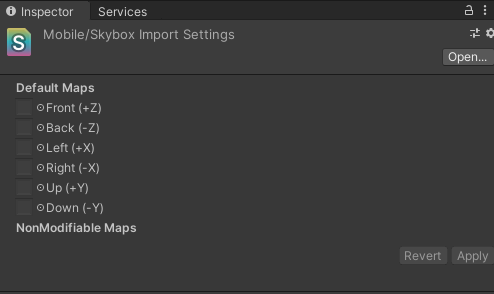 Inspector
Services
Mobile/Skybox Import Settings
S
Open...
Default Maps
Front (+Z)
Back (-Z)
Left (+X)
Right (-X)
Up (+Y)
Down (-Y)
NonModifiable Maps
Revert
Apply